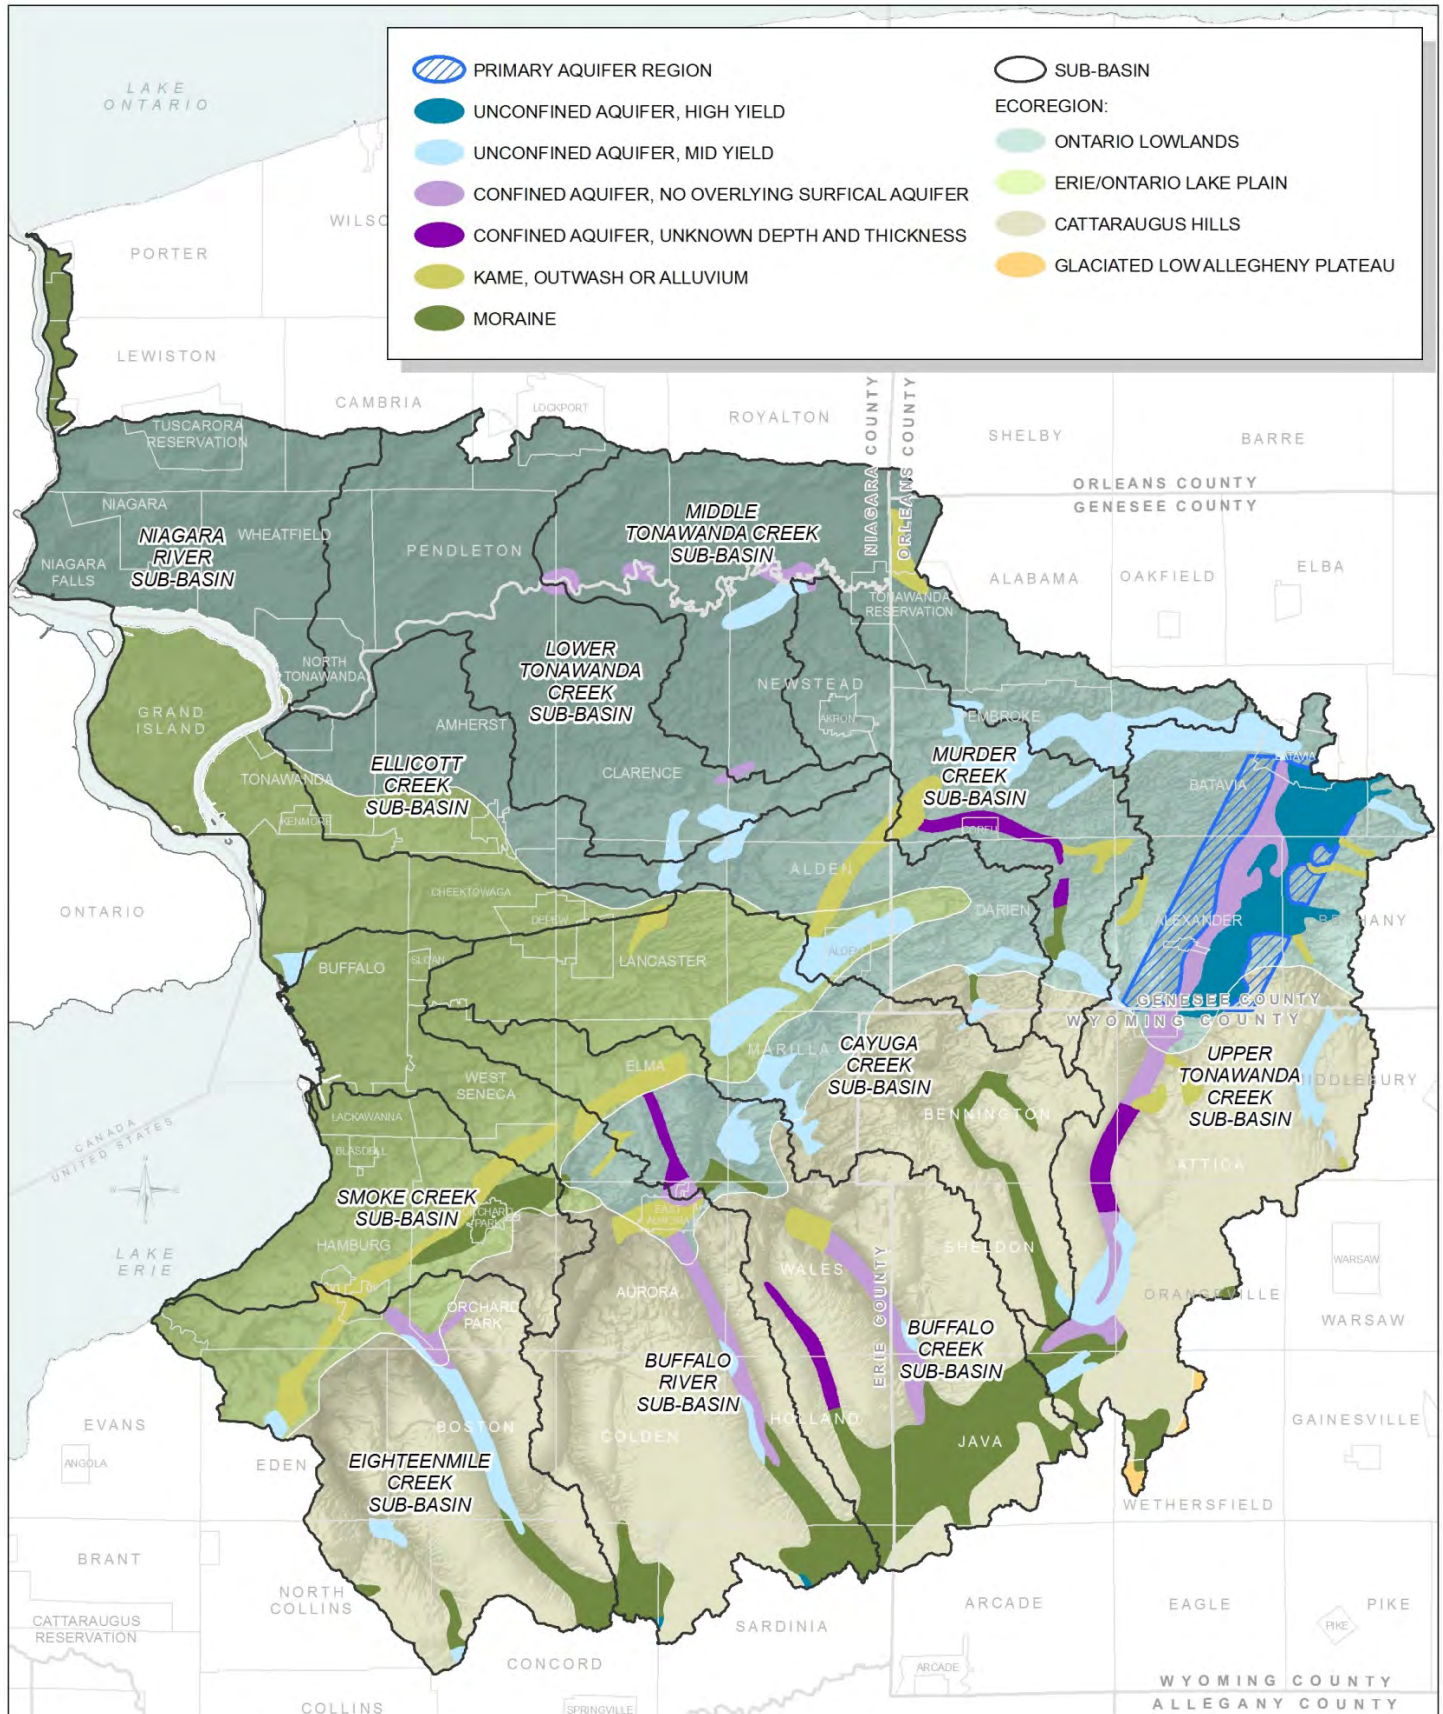 LAKE
ONTARIO
PRIMARY AQUIFER REGION
UNCONFINED AQUIFER, HIGH YIELD
UNCONFINED AQUIFER, MID YIELD
CONFINED AQUIFER, NO OVERLYING SURFICAL AQUIFER
CONFINED AQUIFER, UNKNOWN DEPTH AND THICKNESS
KAME, OUTWASH OR ALLUVIUM
MORAINE
SUB-BASIN
ECOREGION:
ONTARIO LOWLANDS
ERIE/ONTARIO LAKE PLAIN
CATTARAUGUS HILLS
GLACIATED LOW ALLEGHENY PLATEAU
PORTER
LEWISTON
CAMBRIA
LOCKPORT
ROYALTON
NIAGARA COUNTY
ORLEANS COUNTY
SHELBY
BARRE
TUSCARORA
RESERVATION
ORLEANS COUNTY
GENESEE COUNTY
NIAGARA
NIAGARA
RIVER
SUB-BASIN
WHEATFIELD
PENDLETON
MIDDLE
TONAWANDA CREEK
SUB-BASIN
NIAGARA
FALLS
ALABAMA
OAKFIELD
ELBA
TONAWANDA
RESERVATION
NORTH
TONAWANDA
LOWER
TONAWANDA
CREEK
SUB-BASIN
NEWSTEAD
AKRON
GRAND
ISLAND
AMHERST
PEMBROKE
ELLICOTT
CREEK
SUB-BASIN
CLARENCE
MURDER
CREEK
SUB-BASIN
BATAVIA
BATAVIA
TONAWANDA
KENMORE
CORFU
ALDEN
CHEEKTOWAGA
DEPEW
DARIEN
ALEXANDER
BETHANY
ONTARIO
LANCASTER
ALDEN
BUFFALO
SLOAN
GENESEE COUNTY
WYOMING COUNTY
MARILLA
CAYUGA
CREEK
SUB-BASIN
UPPER
TONAWANDA
CREEK
SUB-BASIN
MIDDLEBURY
ELMA
WEST
SENECA
BENNINGTON
LACKAWANNA
BLASDELL
CANADA
UNITED STATES
ATTICA
SMOKE CREEK
SUB-BASIN
ORCHARD
PARK
EAST
AURORA
HAMBURG
LAKE
ERIE
SHELDON
WALES
WARSAW
AURORA
ORANGEVILLE
WARSAW
ORCHARD
PARK
ERIE COUNTY
BUFFALO
CREEK
SUB-BASIN
BUFFALO
RIVER
SUB-BASIN
EVANS
BOSTON
COLDEN
HOLLAND
JAVA
GAINESVILLE
ANGOLA
EDEN
EIGHTEENMILE
CREEK
SUB-BASIN
WETHERSFIELD
BRANT
NORTH
COLLINS
SARDINIA
ARCADE
EAGLE
PIKE
CATTARAUGUS
RESERVATION
PIKE
CONCORD
ARCADE
COLLINS
SPRINGVILLE
WYOMING COUNTY
ALLEGANY COUNTY